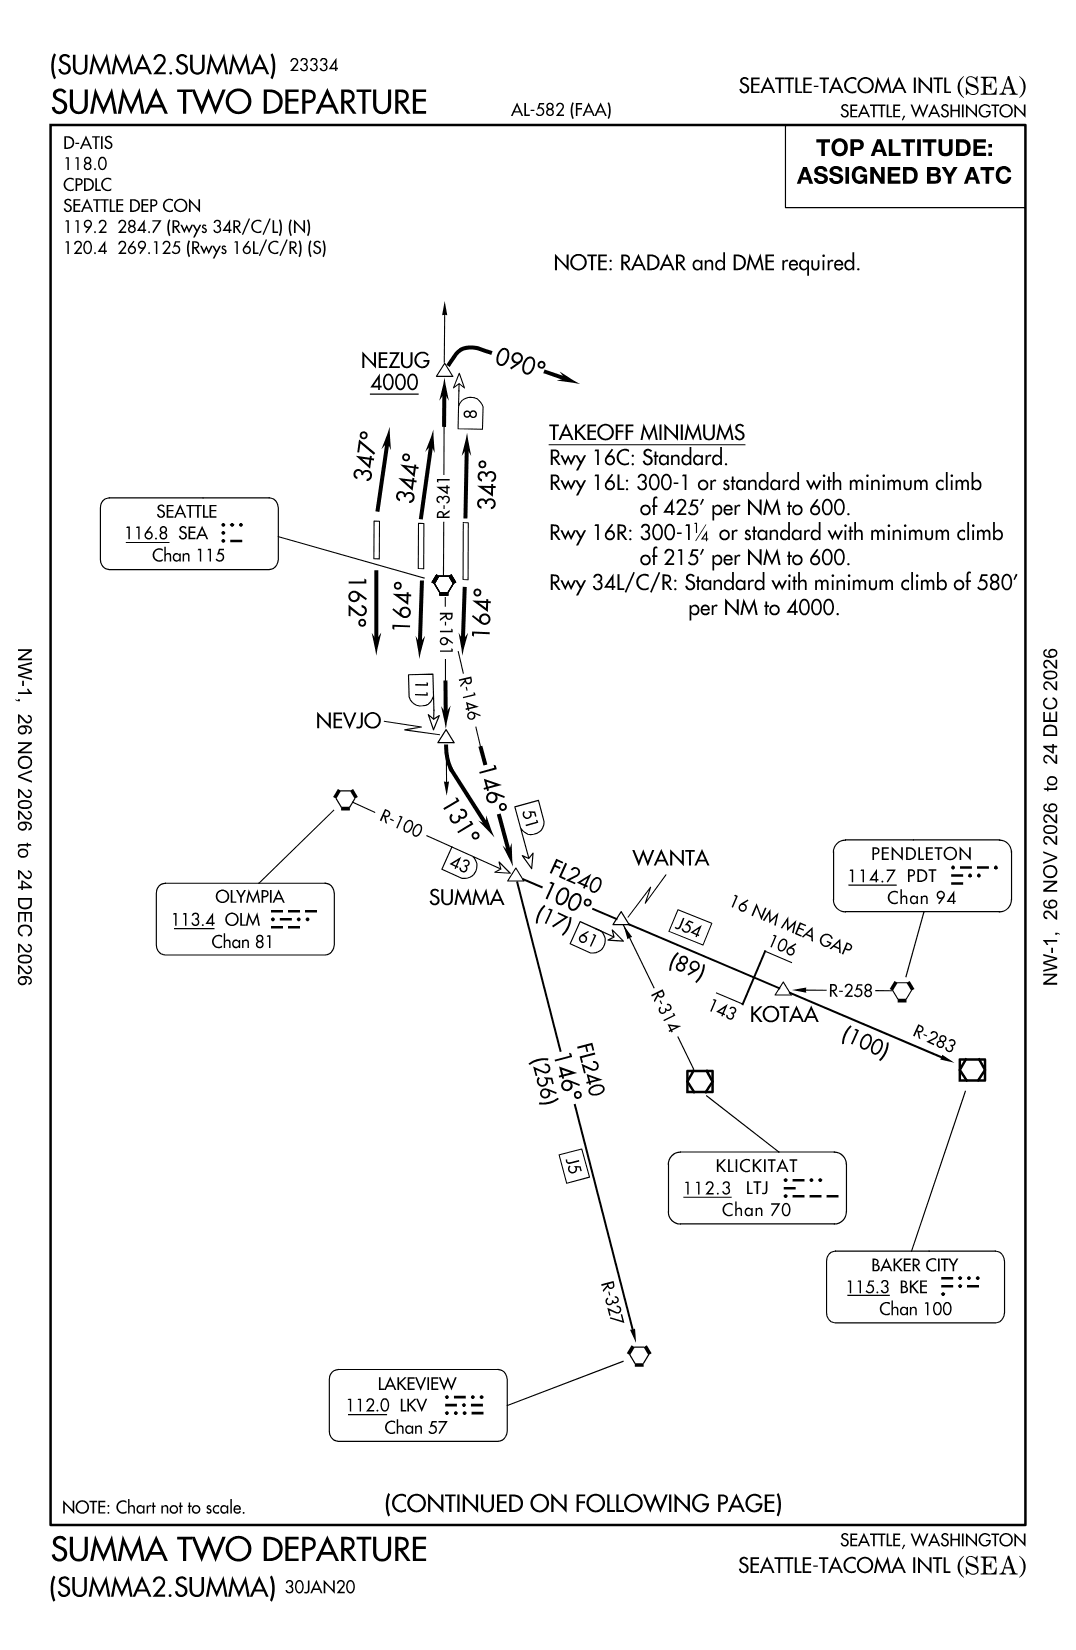 (SUMMA2.SUMMA) 23334
SUMMA TWO DEPARTURE
AL-582 (FAA)
SEATTLE-TACOMA INTL (SEA)
SEATTLE, WASHINGTON
D-ATIS
118.0
CPDLC
SEATTLE DEP CON
119.2 284.7 (Rwys 34R/C/L) (N)
120.4 269.125 (Rwys 16L/C/R) (S)
TOP ALTITUDE:
ASSIGNED BY ATC
NOTE: RADAR and DME required.
NEZUG
4000
090°
8
347°
344°
R-341
343°
TAKEOFF MINIMUMS
Rwy 16C: Standard.
Rwy 16L: 300-1 or standard with minimum climb
of 425' per NM to 600.
Rwy 16R: 300-1¼ or standard with minimum climb
of 215' per NM to 600.
Rwy 34L/C/R: Standard with minimum climb of 580'
per NM to 4000.
SEATTLE
116.8 SEA
Chan 115
162°
164°
R-161
164°
11
R-146
NEVJO
146°
131°
51
R-100
43
SUMMA
OLYMPIA
113.4 OLM
Chan 81
FL240
100°
(17)
61
WANTA
J54
(89)
16 NM MEA GAP
106
143
KOTAA
R-258
PENDLETON
114.7 PDT
Chan 94
R-314
(100)
R-283
FL240
146°
(256)
J5
KLICKITAT
112.3 LTJ
Chan 70
BAKER CITY
115.3 BKE
Chan 100
R-327
LAKEVIEW
112.0 LKV
Chan 57
NW-1, 26 NOV 2026 to 24 DEC 2026
NW-1, 26 NOV 2026 to 24 DEC 2026
NOTE: Chart not to scale.
(CONTINUED ON FOLLOWING PAGE)
SUMMA TWO DEPARTURE
(SUMMA2.SUMMA) 30JAN20
SEATTLE, WASHINGTON
SEATTLE-TACOMA INTL (SEA)